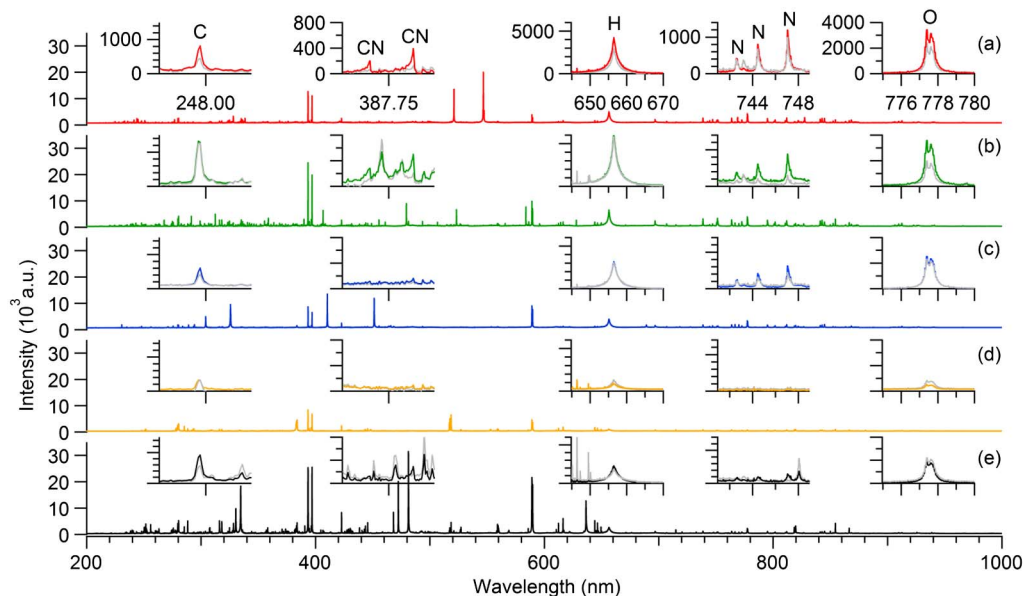 C CN CN H N N N O
1000 0 800 400 0 5000 0 1000 0 4000 2000 0
248.00 387.75 650 660 670 744 748 776 778 780
30 20 10 0 (a)
30 20 10 0 (b)
30 20 10 0 (c)
30 20 10 0 (d)
30 20 10 0 (e)
Intensity (10³ a.u.)
200 400 600 800 1000
Wavelength (nm)